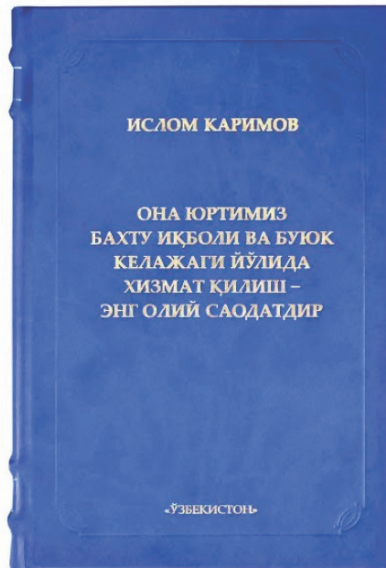 ИСЛОМ КАРИМОВ
ОНА ЮРТИМИЗ
БАХТУ ИҚБОЛИ ВА БУЮК
КЕЛАЖАГИ ЙЎЛИДА
ХИЗМАТ ҚИЛИШ –
ЭНГ ОЛИЙ САОДАТДИР
«ЎЗБЕКИСТОН»